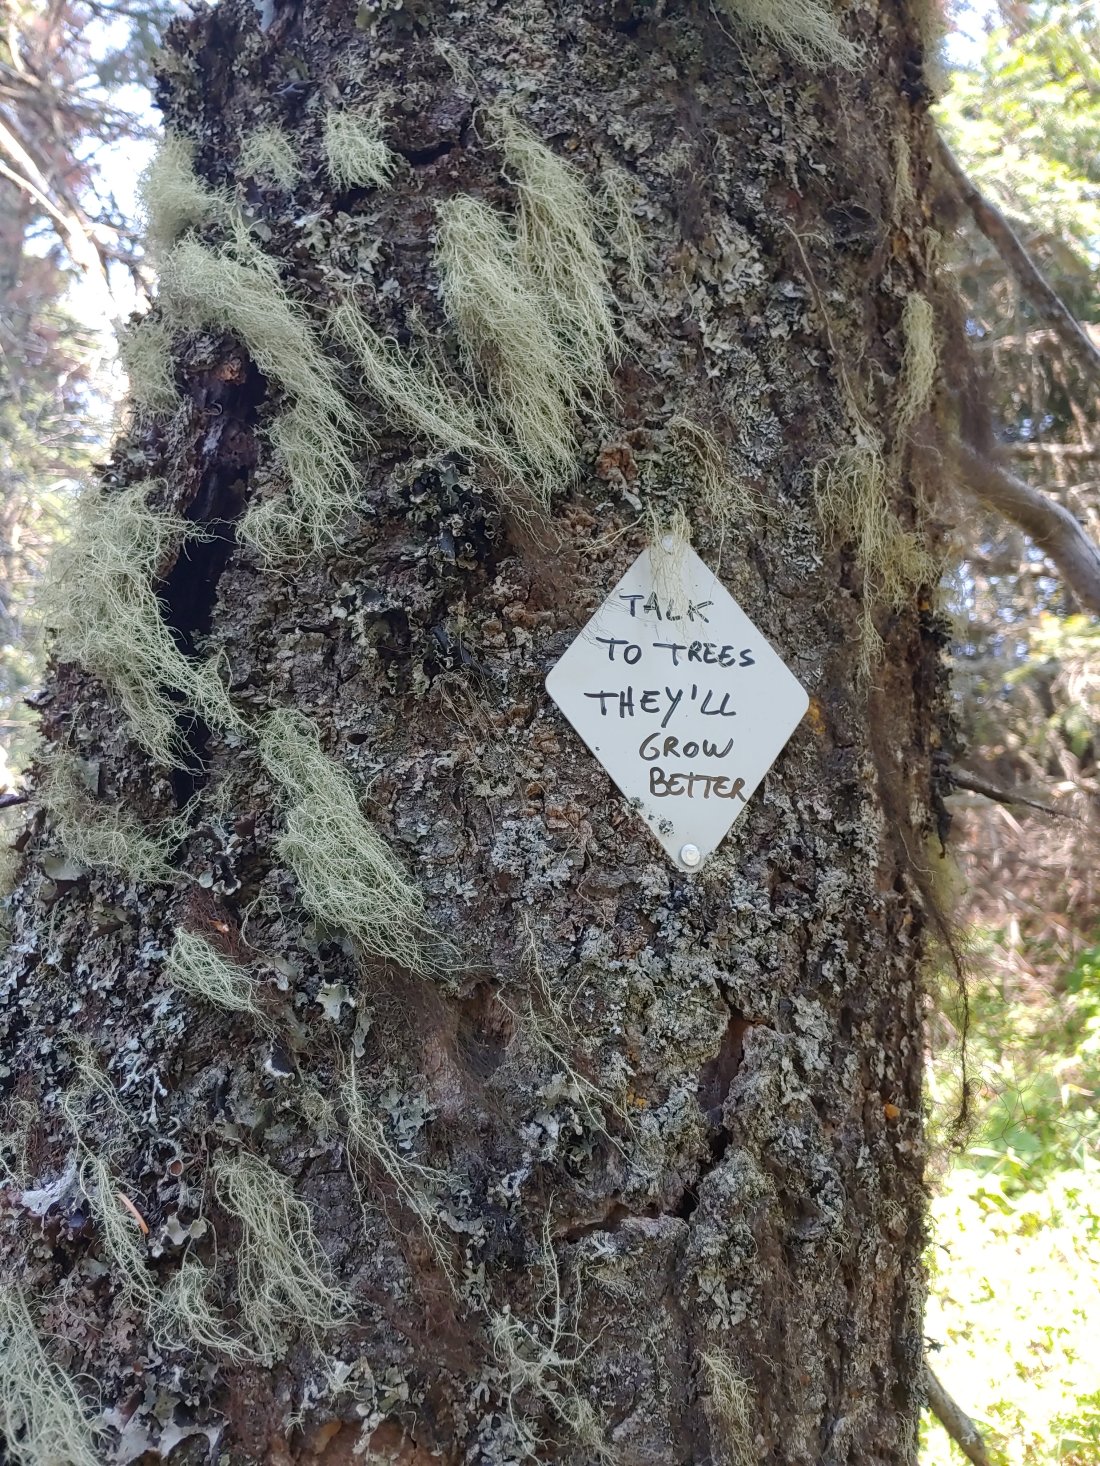 TALK
TO TREES
THEY'LL
GROW
BETTER